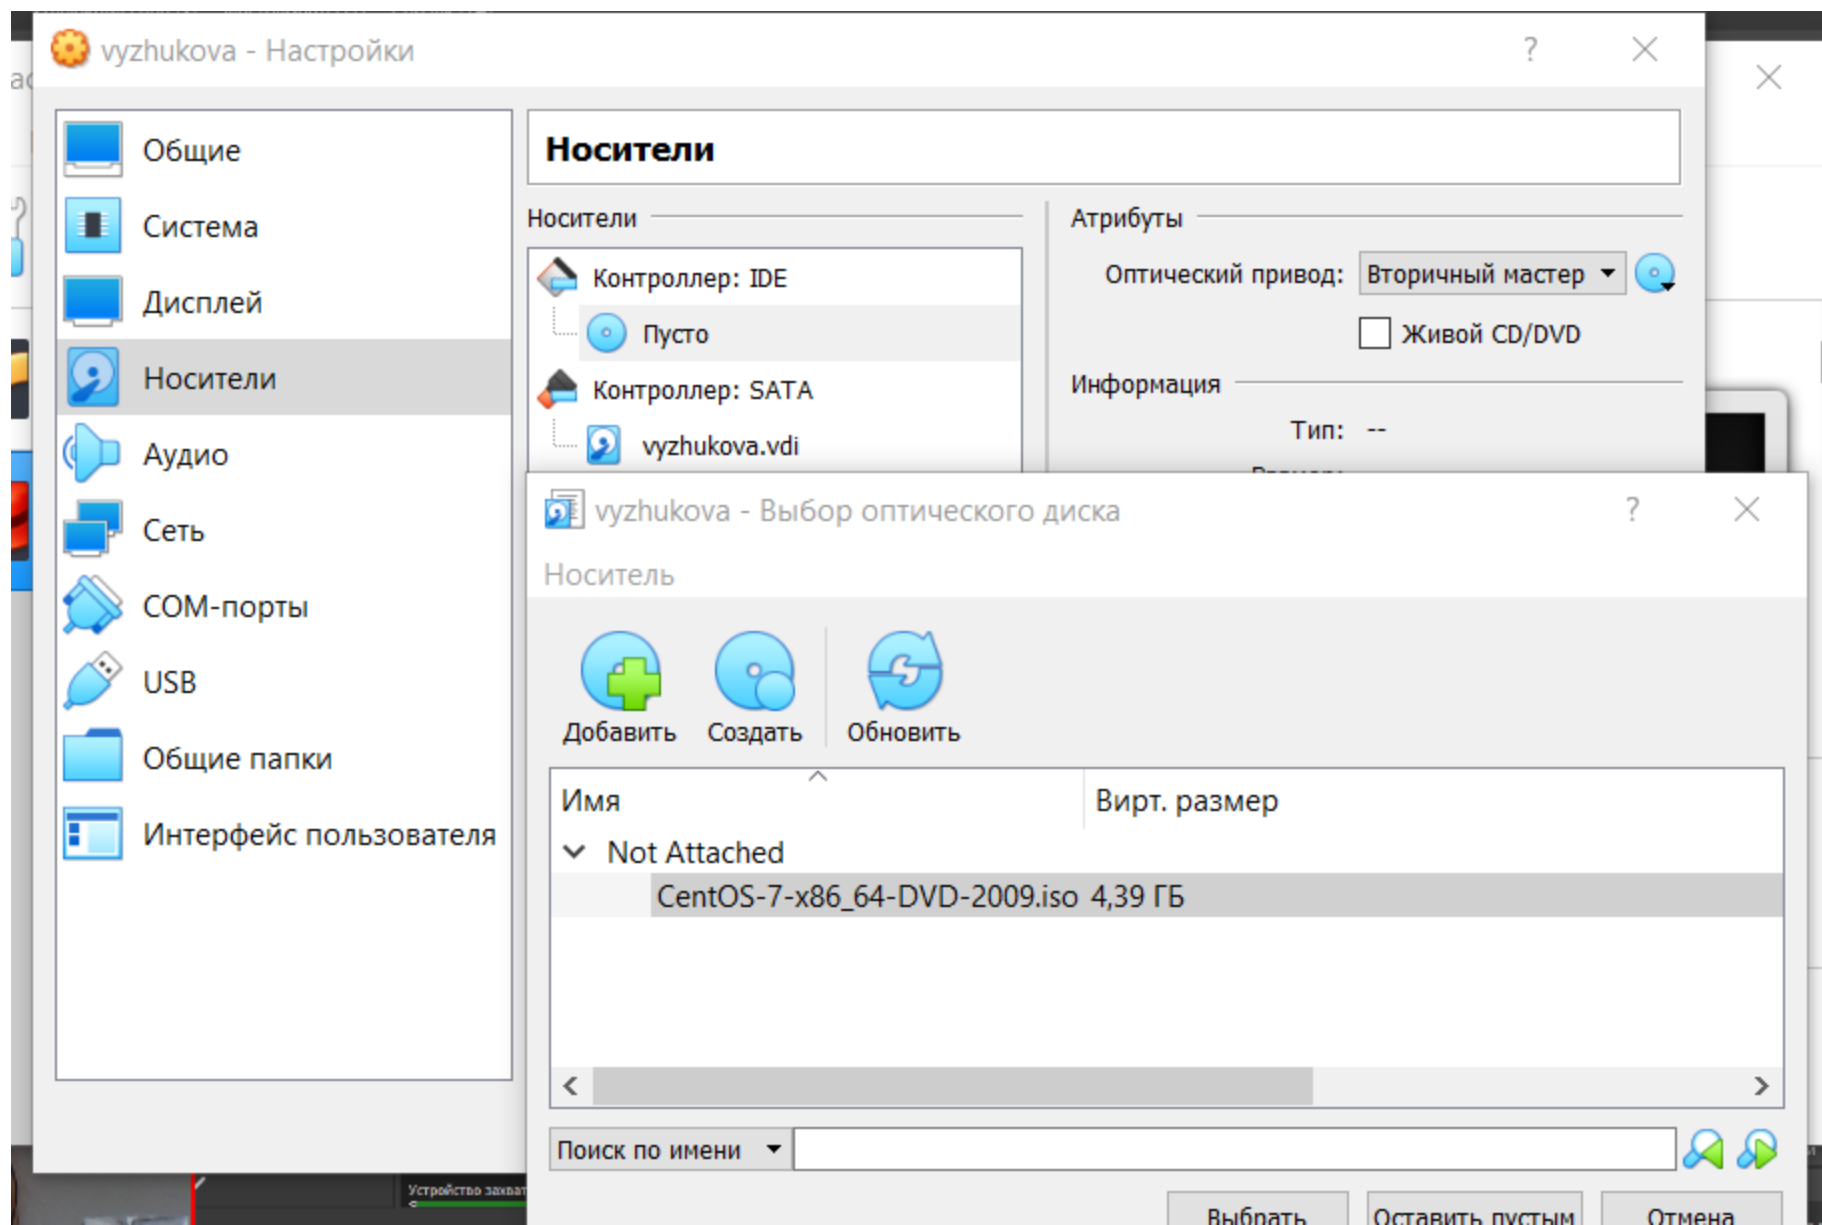 vyzhukova - Настройки
Общие
Система
Дисплей
Носители
Аудио
Сеть
COM-порты
USB
Общие папки
Интерфейс пользователя
Носители
Носители
Контроллер: IDE
Пусто
Контроллер: SATA
vyzhukova.vdi
Атрибуты
Оптический привод: Вторичный мастер
Живой CD/DVD
Информация
Тип: --
vyzhukova - Выбор оптического диска
Носитель
Добавить Создать Обновить
Имя Вирт. размер
Not Attached
CentOS-7-x86_64-DVD-2009.iso 4,39 ГБ
Поиск по имени
Выбрать Оставить пустым Отмена
Устройство захват